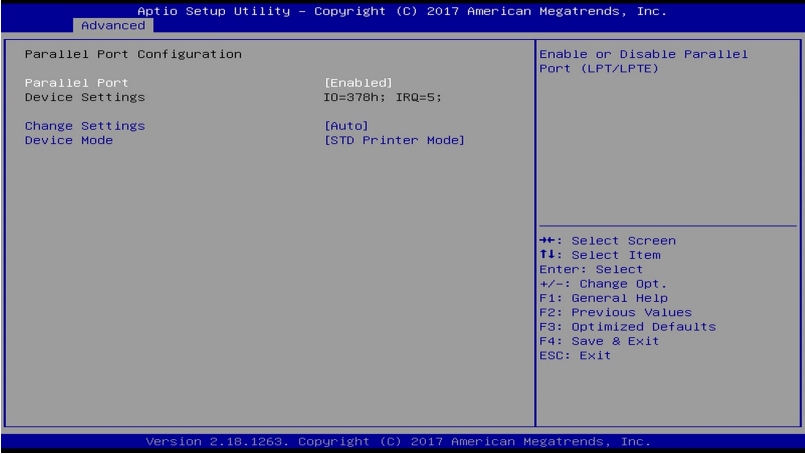 Aptio Setup Utility – Copyright (C) 2017 American Megatrends, Inc.
Advanced
Parallel Port Configuration
Parallel Port [Enabled]
Device Settings IO=378h; IRQ=5;
Change Settings [Auto]
Device Mode [STD Printer Mode]
Enable or Disable Parallel
Port (LPT/LPTE)
→←: Select Screen
↑↓: Select Item
Enter: Select
+/-: Change Opt.
F1: General Help
F2: Previous Values
F3: Optimized Defaults
F4: Save & Exit
ESC: Exit
Version 2.18.1263. Copyright (C) 2017 American Megatrends, Inc.